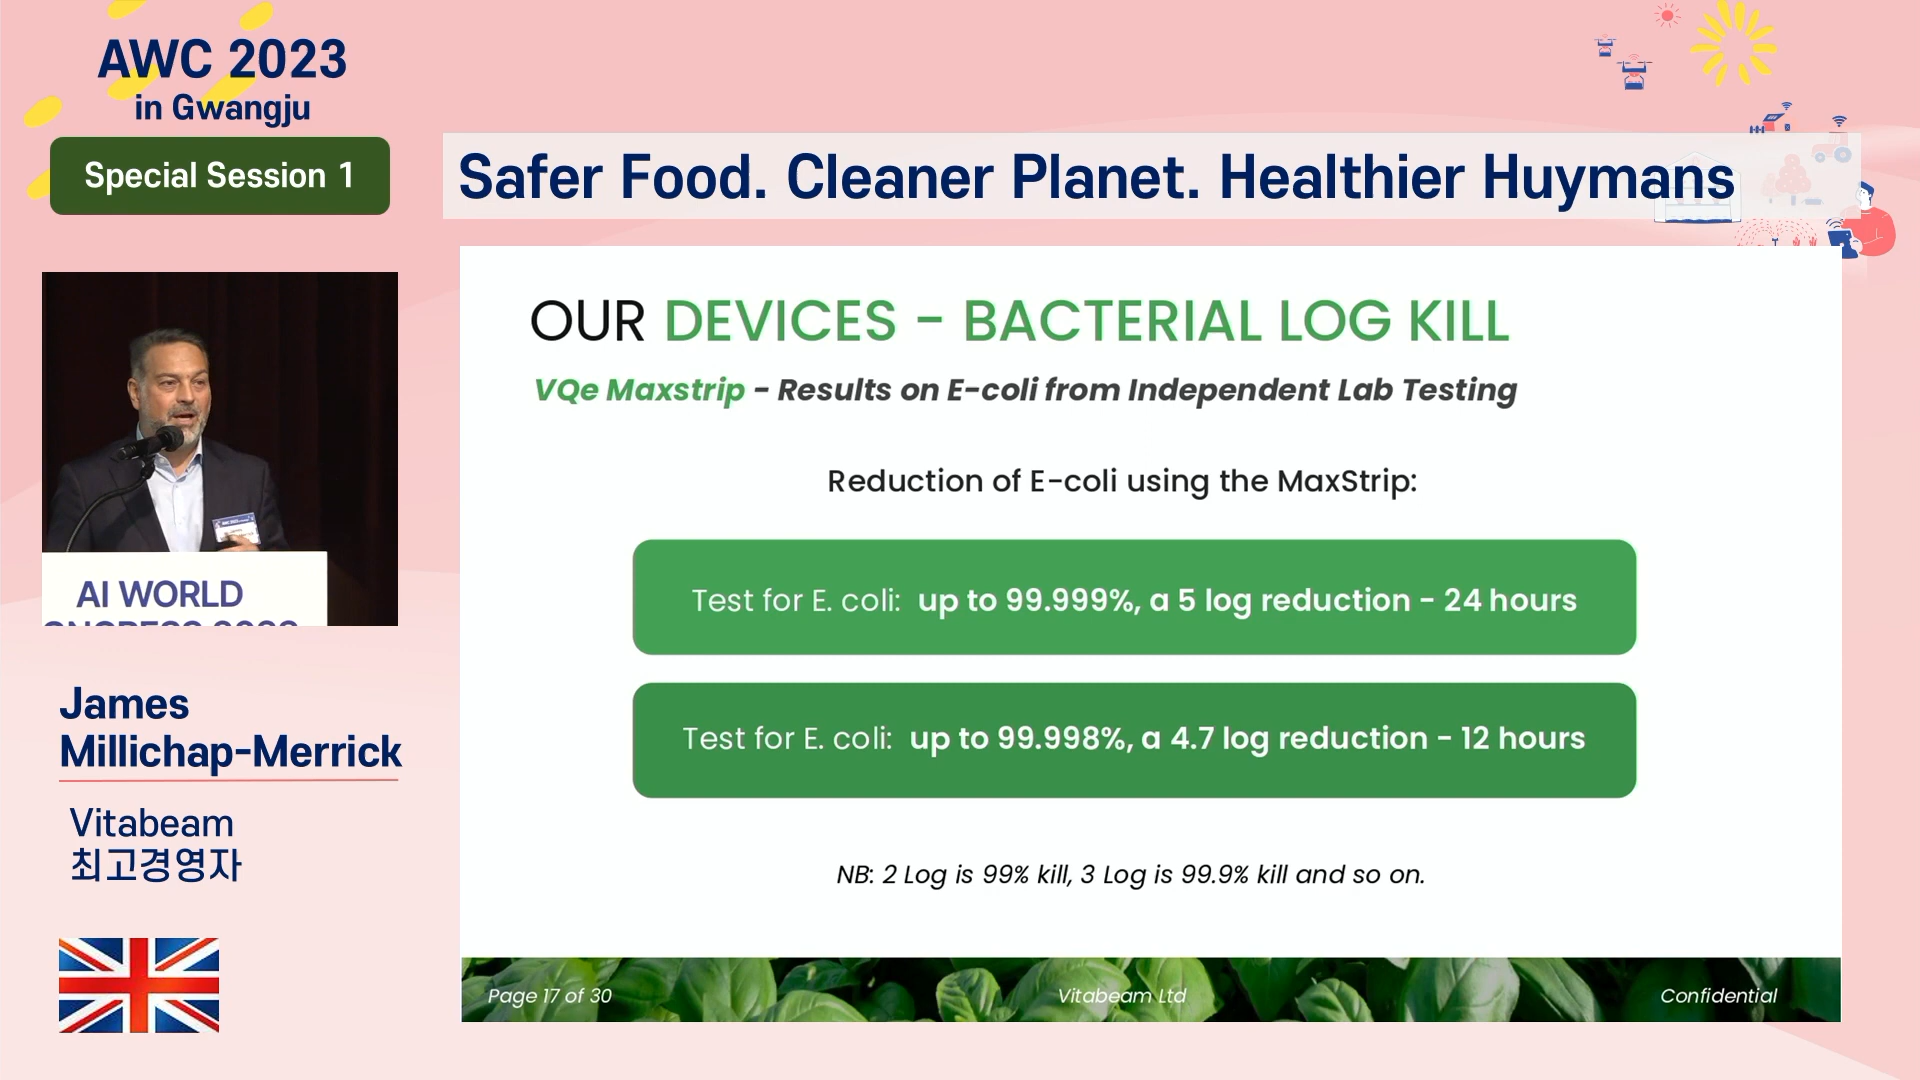 AWC 2023
in Gwangju
Special Session 1
Safer Food. Cleaner Planet. Healthier Huymans
AI WORLD
James
Millichap-Merrick
Vitabeam
최고경영자
OUR DEVICES - BACTERIAL LOG KILL
VQe Maxstrip - Results on E-coli from Independent Lab Testing
Reduction of E-coli using the MaxStrip:
Test for E. coli: up to 99.999%, a 5 log reduction - 24 hours
Test for E. coli: up to 99.998%, a 4.7 log reduction - 12 hours
NB: 2 Log is 99% kill, 3 Log is 99.9% kill and so on.
Page 17 of 30
Vitabeam Ltd
Confidential